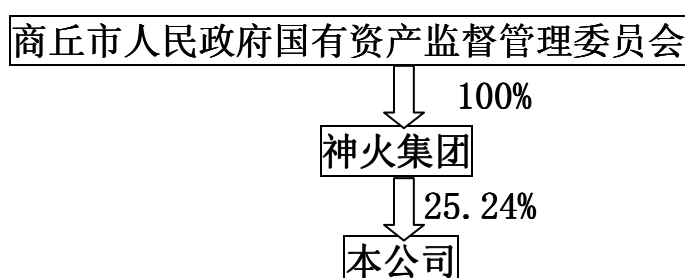 商丘市人民政府国有资产监督管理委员会
100%
神火集团
25.24%
本公司